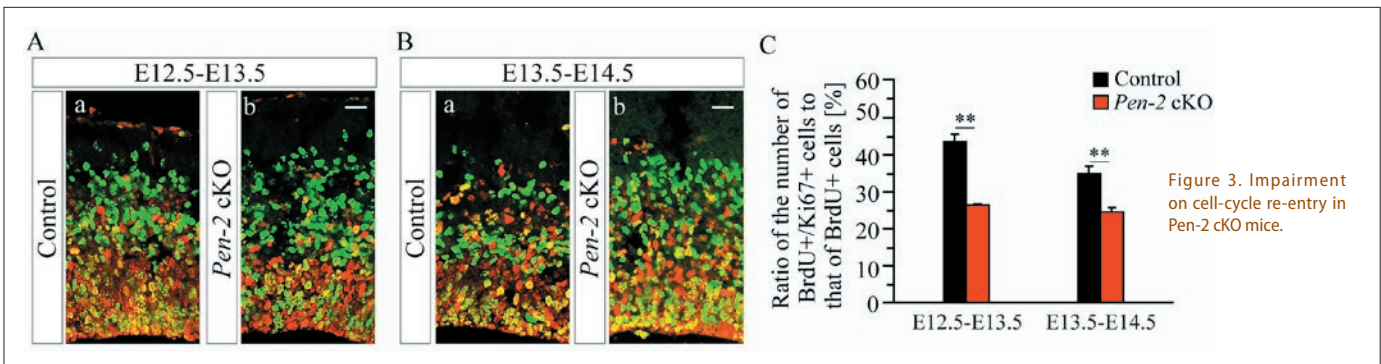 A
E12.5-E13.5
Control
a
Pen-2 cKO
b
B
E13.5-E14.5
Control
a
Pen-2 cKO
b
C
Ratio of the number of
BrdU+/Ki67+ cells to
that of BrdU+ cells [%]
60
50
40
30
20
10
0
Control
Pen-2 cKO
**
**
E12.5-E13.5
E13.5-E14.5
Figure 3. Impairment
on cell-cycle re-entry in
Pen-2 cKO mice.